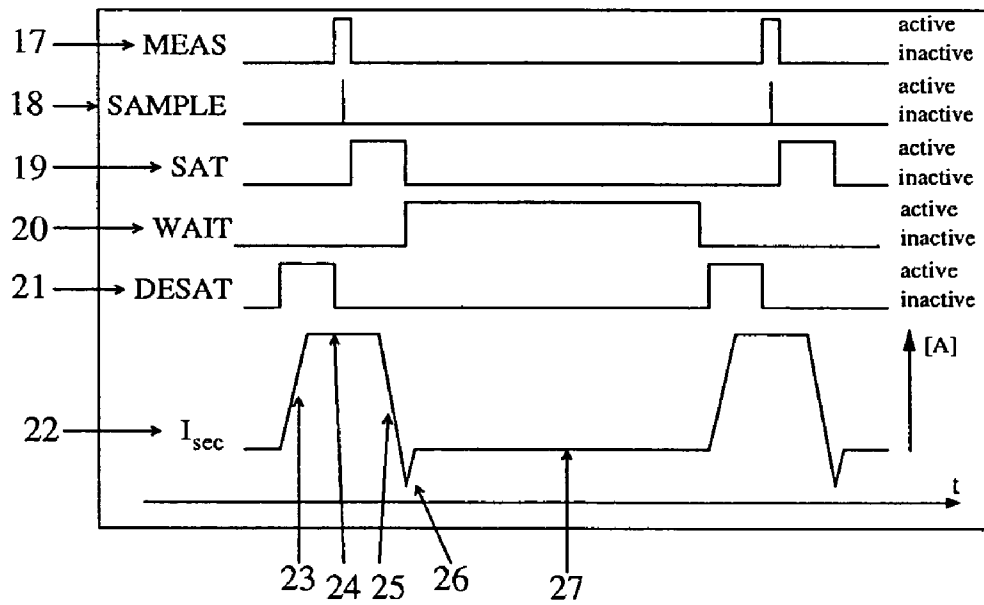 17 MEAS active
inactive
18 SAMPLE active
inactive
19 SAT active
inactive
20 WAIT active
inactive
21 DESAT active
inactive
[A]
22 Isec
t
23 24 25 26 27